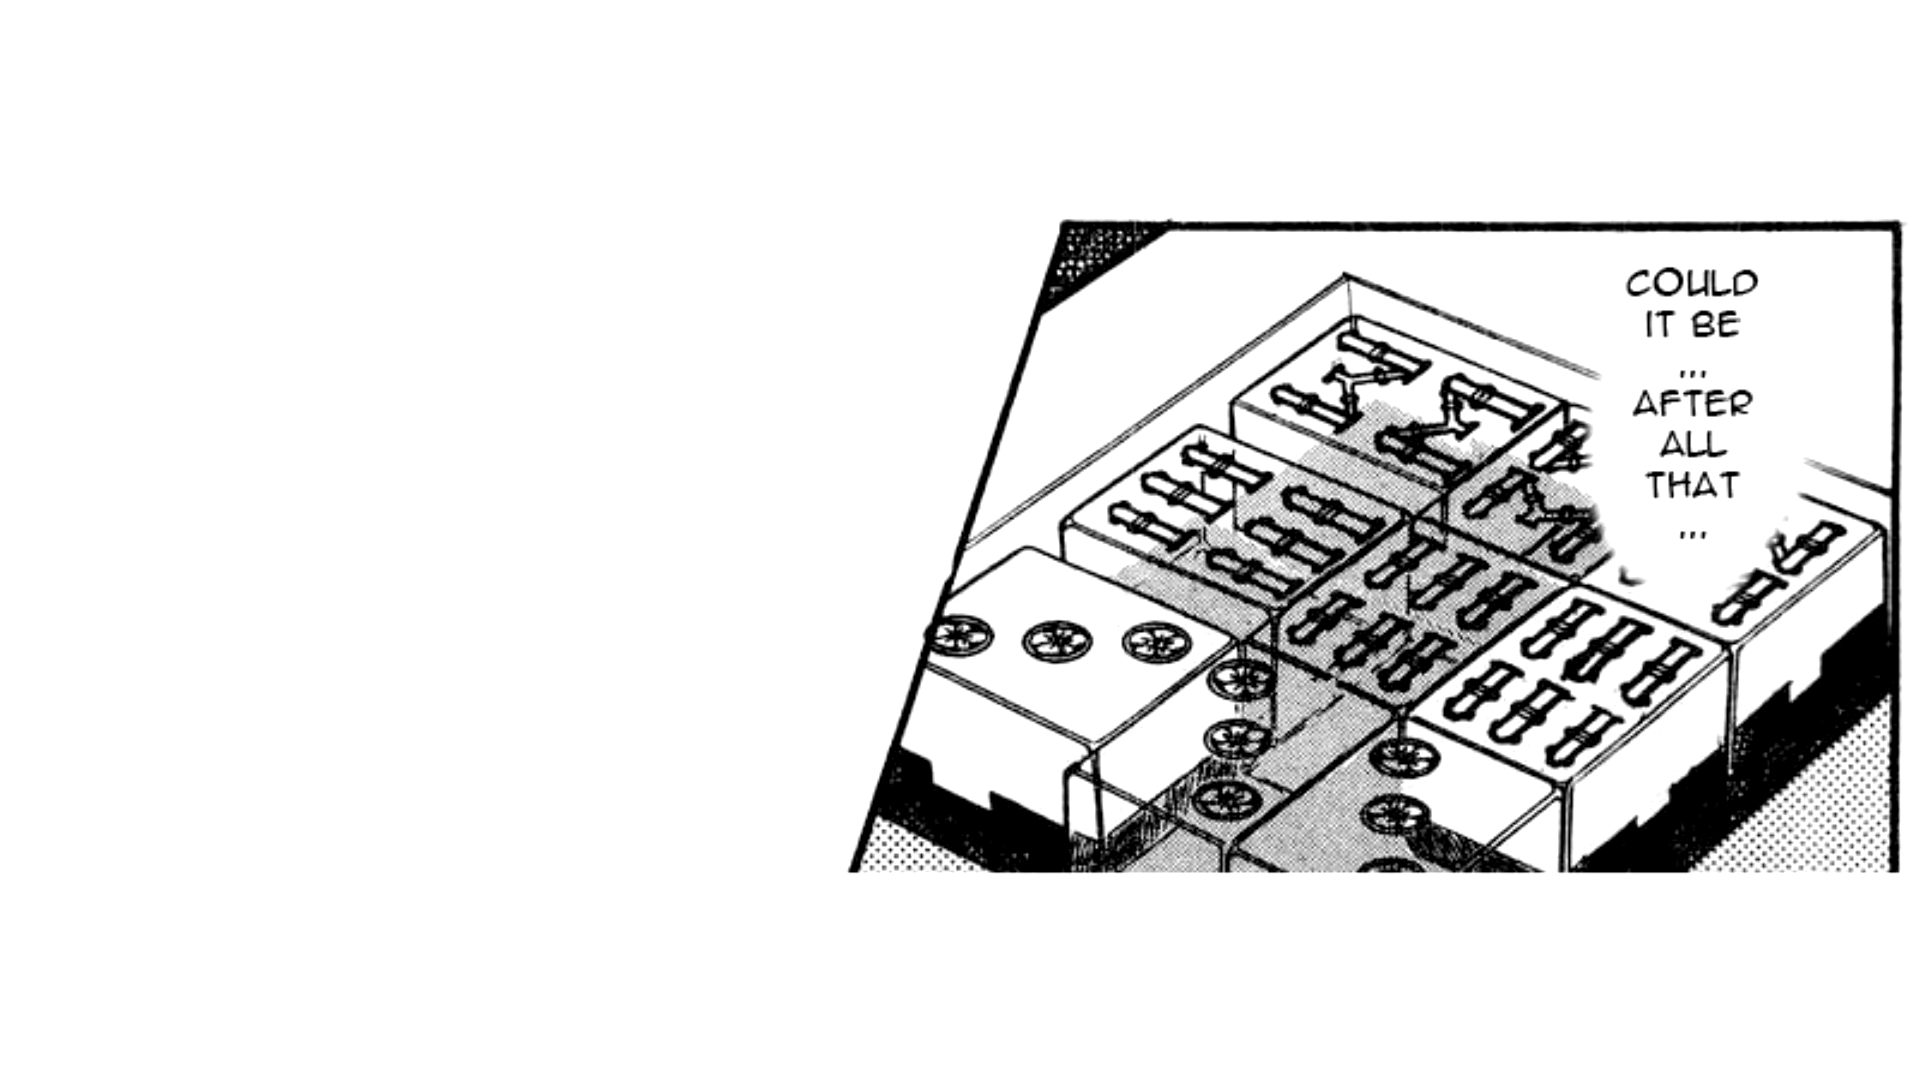 COULD
IT BE
...
AFTER
ALL
THAT
...